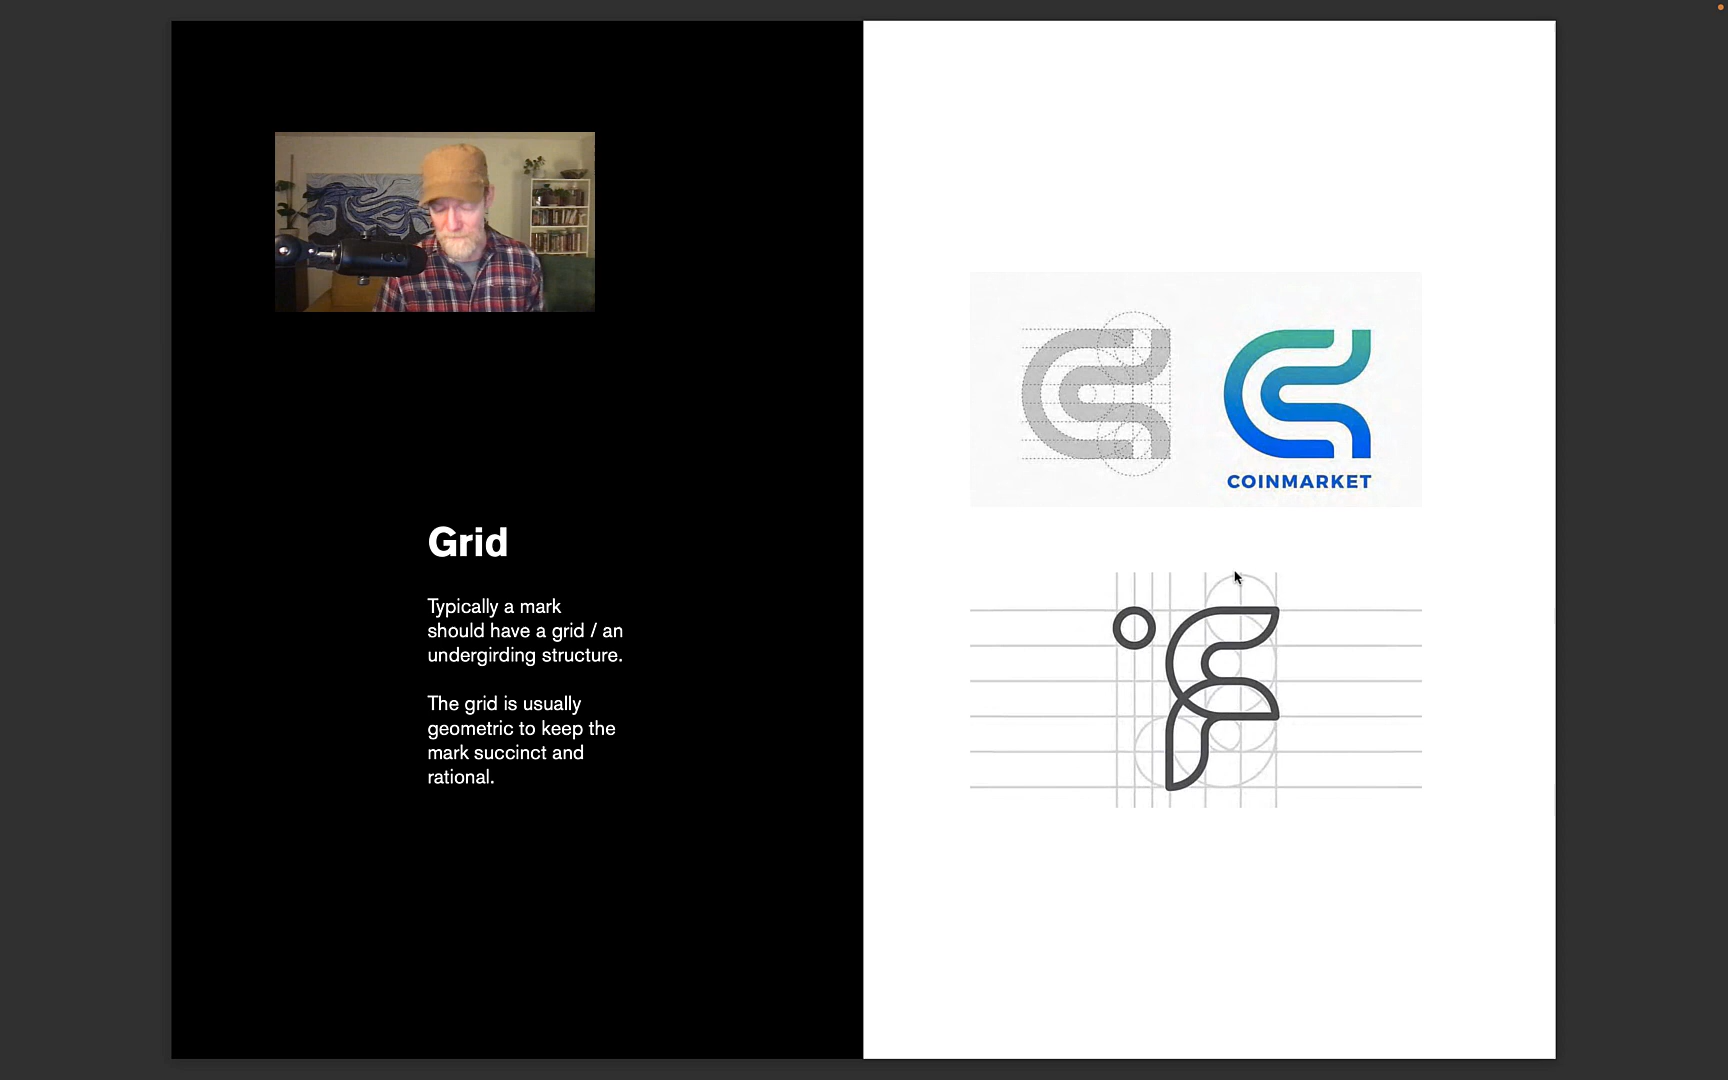 Grid
Typically a mark
should have a grid / an
undergirding structure.
The grid is usually
geometric to keep the
mark succinct and
rational.
COINMARKET